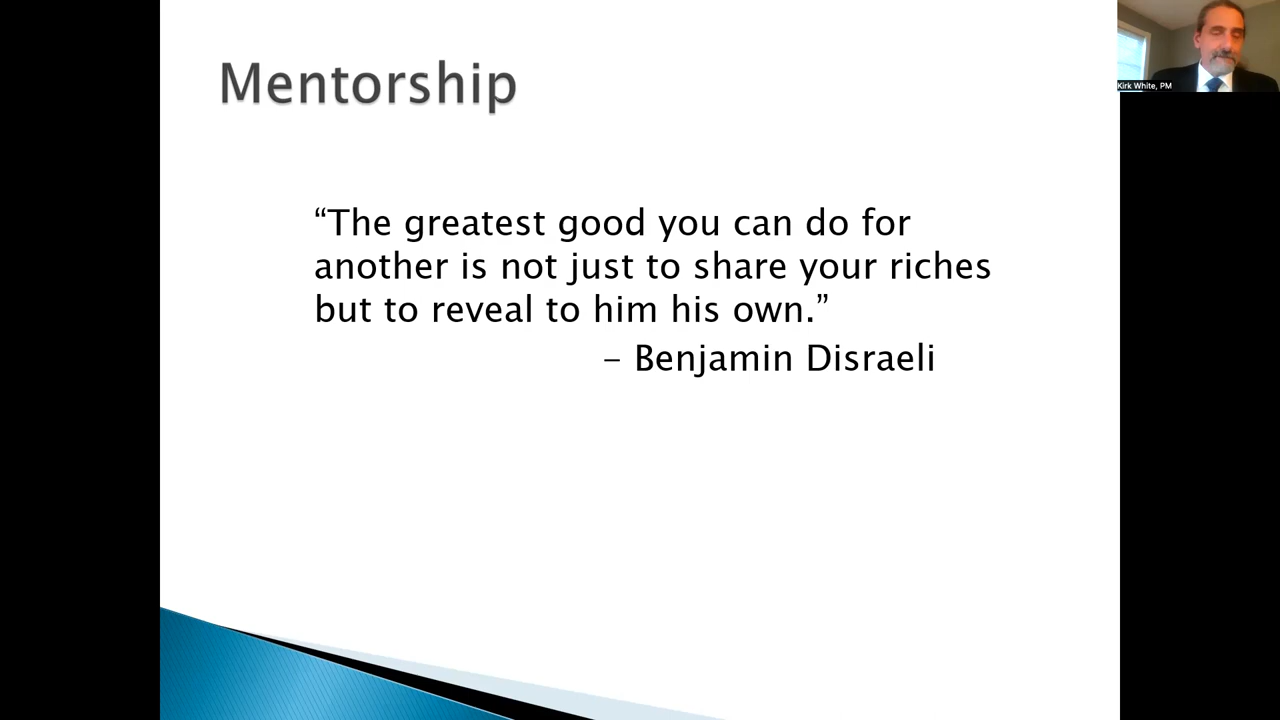 Mentorship
Kirk White, PM
“The greatest good you can do for
another is not just to share your riches
but to reveal to him his own.”
– Benjamin Disraeli